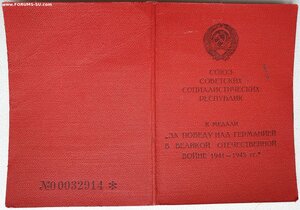 www.FORUMS-SU.com
СОЮЗ
СОВЕТСКИХ
СОЦИАЛИСТИЧЕСКИХ
РЕСПУБЛИК
К МЕДАЛИ
„ЗА ПОБЕДУ НАД ГЕРМАНИЕЙ
В ВЕЛИКОЙ ОТЕЧЕСТВЕННОЙ
ВОЙНЕ 1941—1945 гг."
№0032914 *